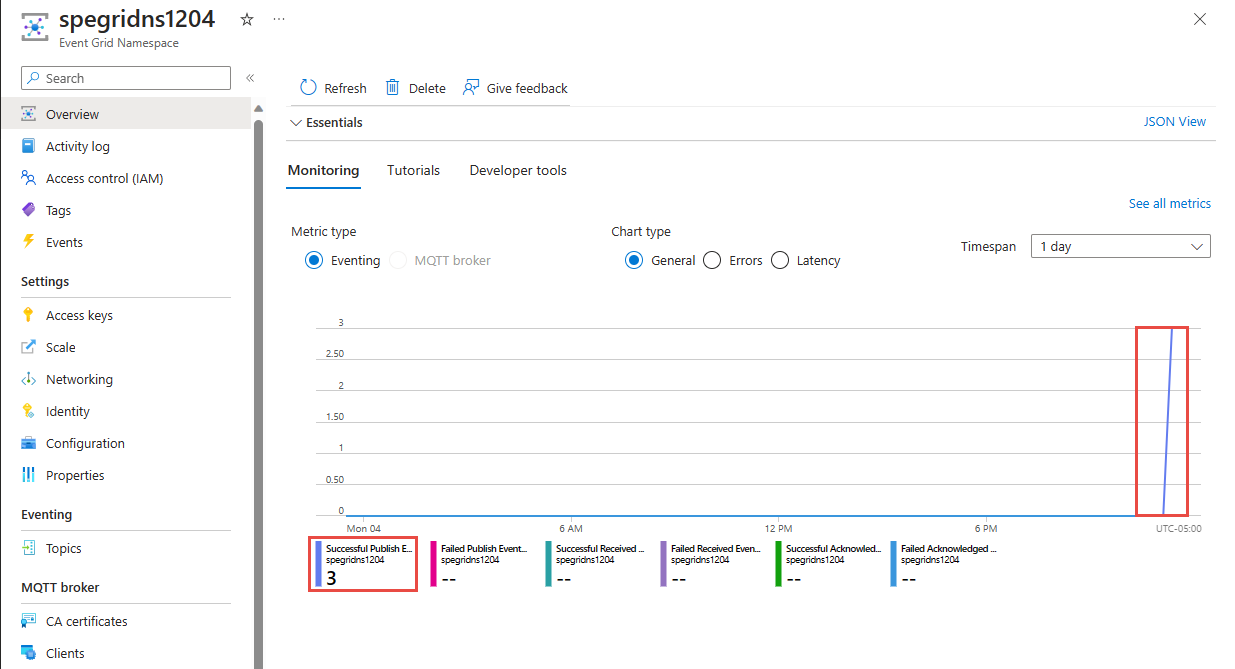 spegridns1204
Event Grid Namespace
Search
Overview
Activity log
Access control (IAM)
Tags
Events
Settings
Access keys
Scale
Networking
Identity
Configuration
Properties
Eventing
Topics
MQTT broker
CA certificates
Clients
Refresh Delete Give feedback
Essentials JSON View
Monitoring Tutorials Developer tools
See all metrics
Metric type Chart type
Timespan 1 day
Eventing MQTT broker General Errors Latency
3
2.50
2
1.50
1
0.50
0
Mon 04 6 AM 12 PM 6 PM UTC-05:00
Successful Publish E... Failed Publish Event... Successful Received ... Failed Received Even... Successful Acknowled... Failed Acknowledged ...
spegridns1204 spegridns1204 spegridns1204 spegridns1204 spegridns1204 spegridns1204
3 -- -- -- -- --